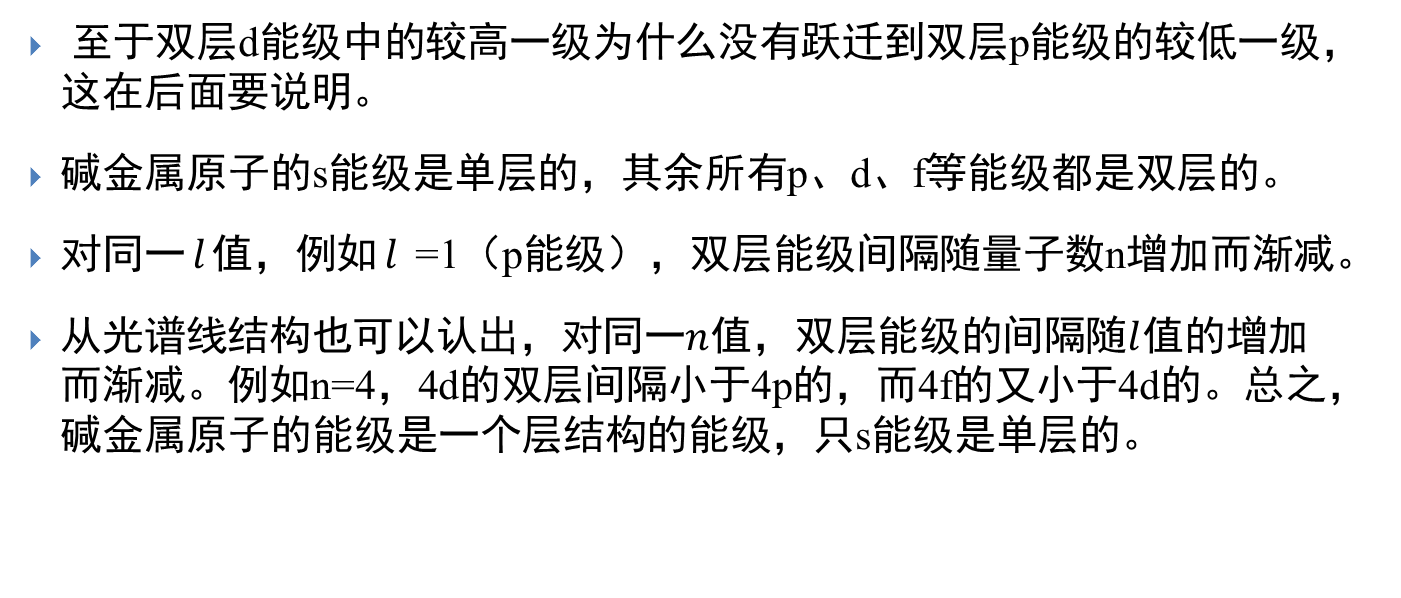 至于双层d能级中的较高一级为什么没有跃迁到双层p能级的较低一级，
这在后面要说明。
碱金属原子的s能级是单层的，其余所有p、d、f等能级都是双层的。
对同一l值，例如l =1（p能级），双层能级间隔随量子数n增加而渐减。
从光谱线结构也可以认出，对同一n值，双层能级的间隔随l值的增加
而渐减。例如n=4，4d的双层间隔小于4p的，而4f的又小于4d的。总之，
碱金属原子的能级是一个层结构的能级，只s能级是单层的。